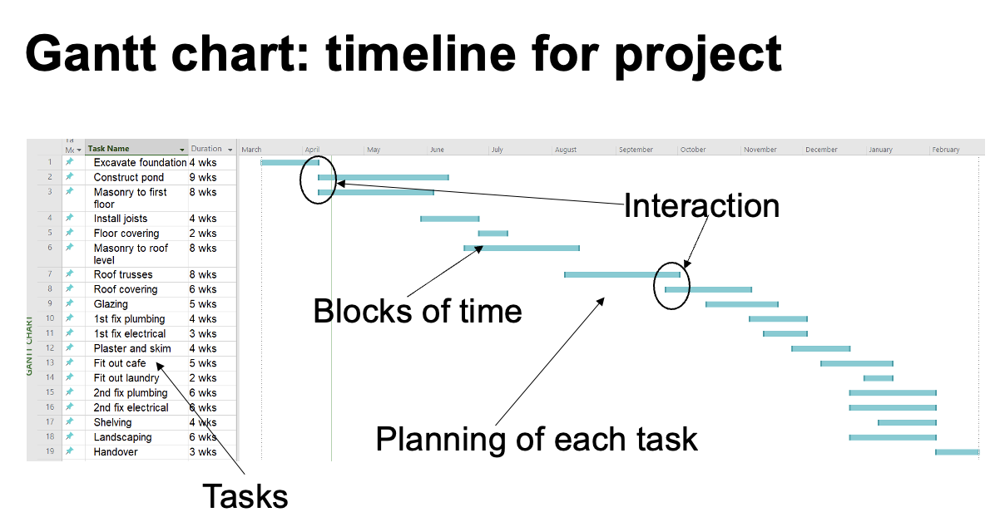 Gantt chart: timeline for project
Task Name Duration March April May June July August September October November December January February
1 Excavate foundation 4 wks
2 Construct pond 9 wks
3 Masonry to first 8 wks
floor
4 Install joists 4 wks
5 Floor covering 2 wks
6 Masonry to roof 8 wks
level
7 Roof trusses 8 wks
8 Roof covering 6 wks
9 Glazing 5 wks
10 1st fix plumbing 4 wks
11 1st fix electrical 3 wks
12 Plaster and skim 4 wks
13 Fit out cafe 5 wks
14 Fit out laundry 2 wks
15 2nd fix plumbing 6 wks
16 2nd fix electrical 6 wks
17 Shelving 4 wks
18 Landscaping 6 wks
19 Handover 3 wks
GANTT CHART
Interaction
Blocks of time
Planning of each task
Tasks